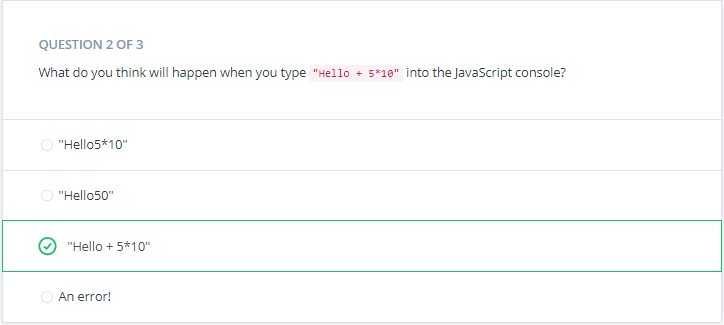 QUESTION 2 OF 3
What do you think will happen when you type "Hello + 5*10" into the JavaScript console?
"Hello5*10"
"Hello50"
"Hello + 5*10"
An error!